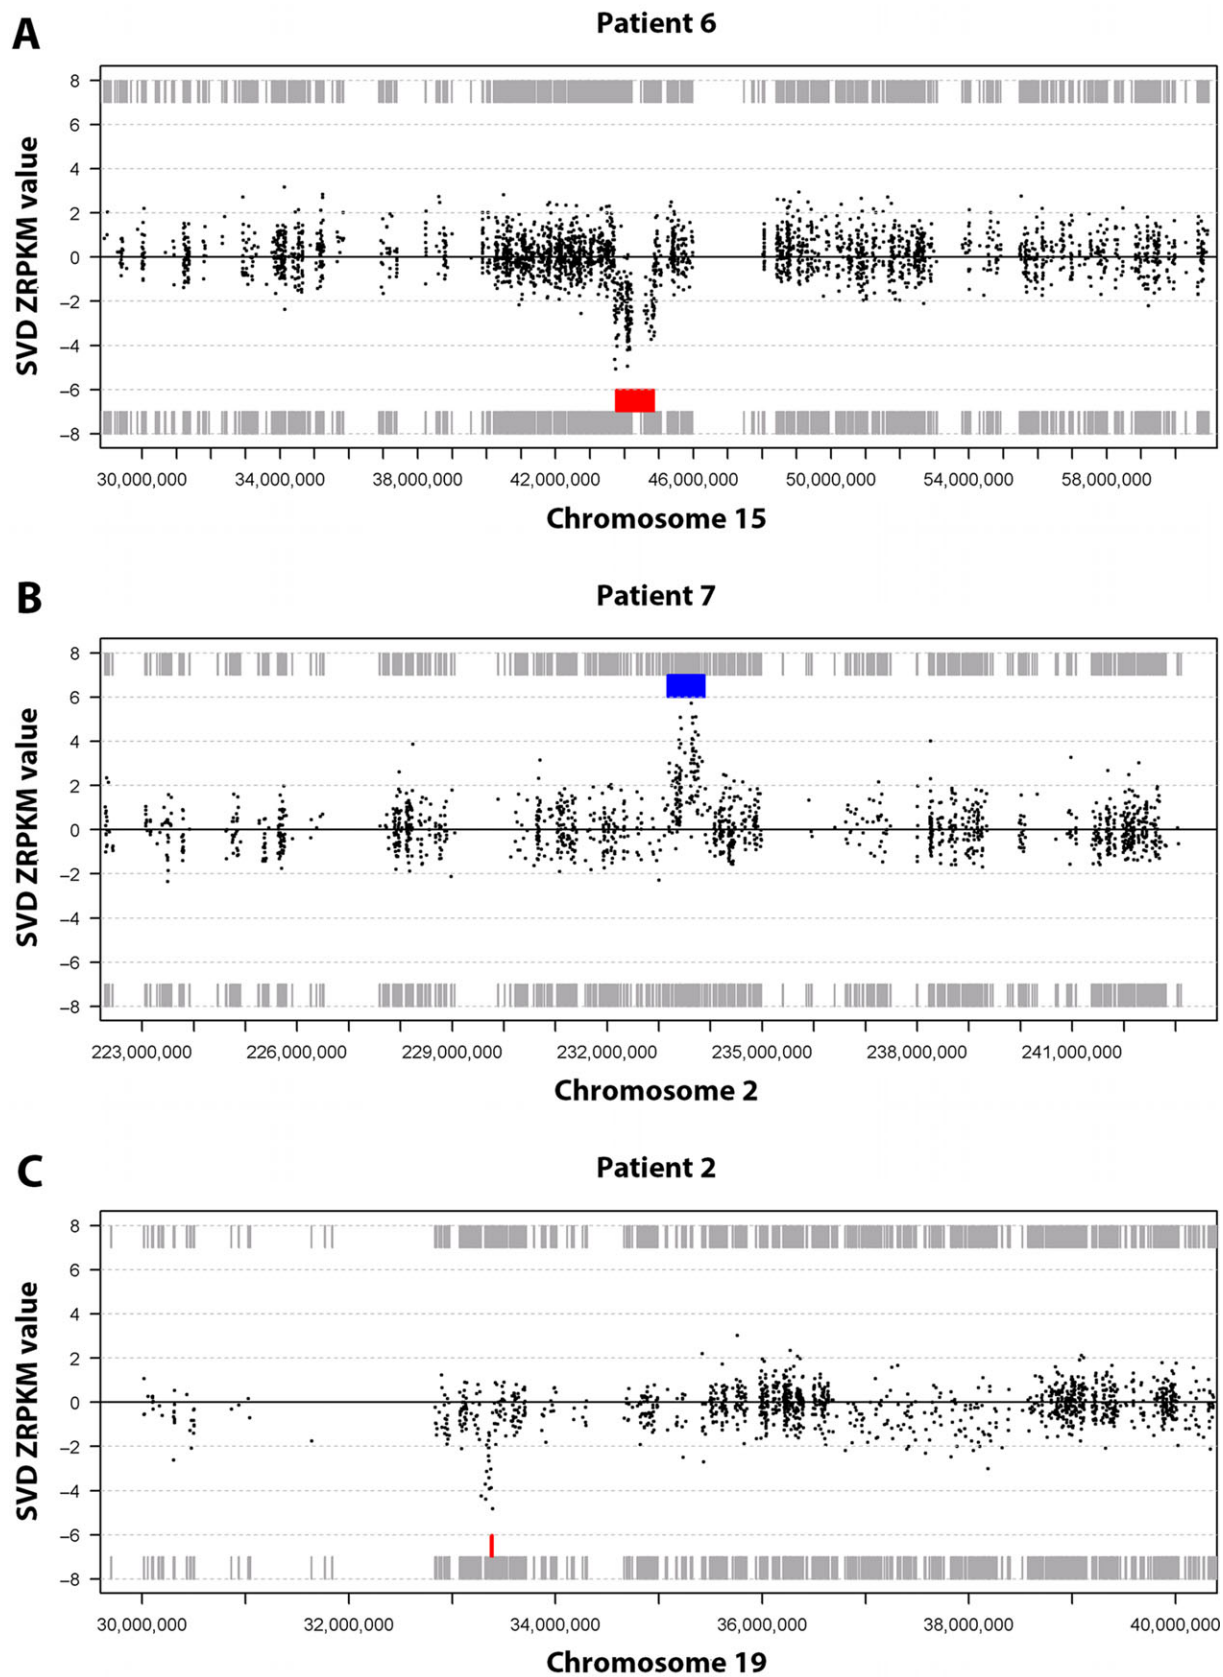 A
Patient 6
SVD ZRPKM value
8
6
4
2
0
−2
−4
−6
−8
30,000,000 34,000,000 38,000,000 42,000,000 46,000,000 50,000,000 54,000,000 58,000,000
Chromosome 15
B
Patient 7
SVD ZRPKM value
8
6
4
2
0
−2
−4
−6
−8
223,000,000 226,000,000 229,000,000 232,000,000 235,000,000 238,000,000 241,000,000
Chromosome 2
C
Patient 2
SVD ZRPKM value
8
6
4
2
0
−2
−4
−6
−8
30,000,000 32,000,000 34,000,000 36,000,000 38,000,000 40,000,000
Chromosome 19